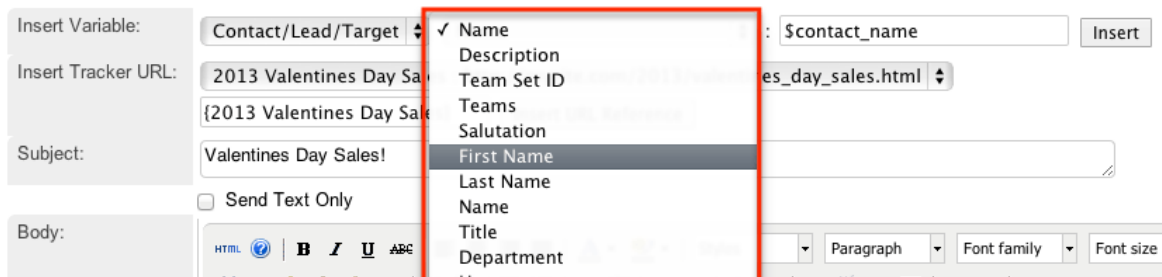 Insert Variable: Contact/Lead/Target ✓ Name : $contact_name Insert
Description
Insert Tracker URL: 2013 Valentines Day Sa es_day_sales.html
Team Set ID
Teams
{2013 Valentines Day Sale
Salutation
Subject: Valentines Day Sales! First Name
Last Name
Send Text Only Name
Body: Title
HTML ? B I U ABC Paragraph Font family Font size
Department